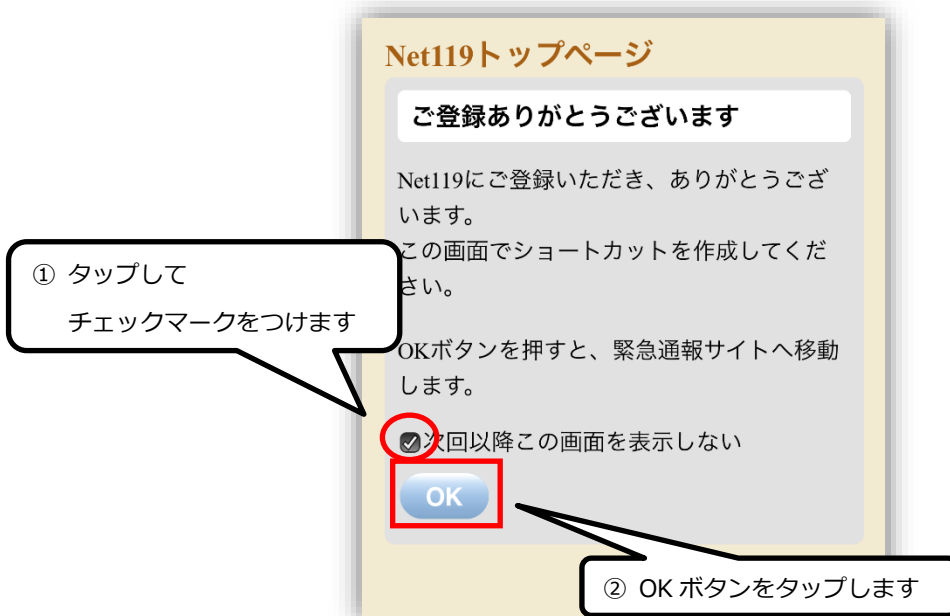 Net119トップページ
ご登録ありがとうございます
Net119にご登録いただき、ありがとうござ
います。
この画面でショートカットを作成してくだ
さい。
① タップして
チェックマークをつけます
OKボタンを押すと、緊急通報サイトへ移動
します。
次回以降この画面を表示しない
OK
② OK ボタンをタップします